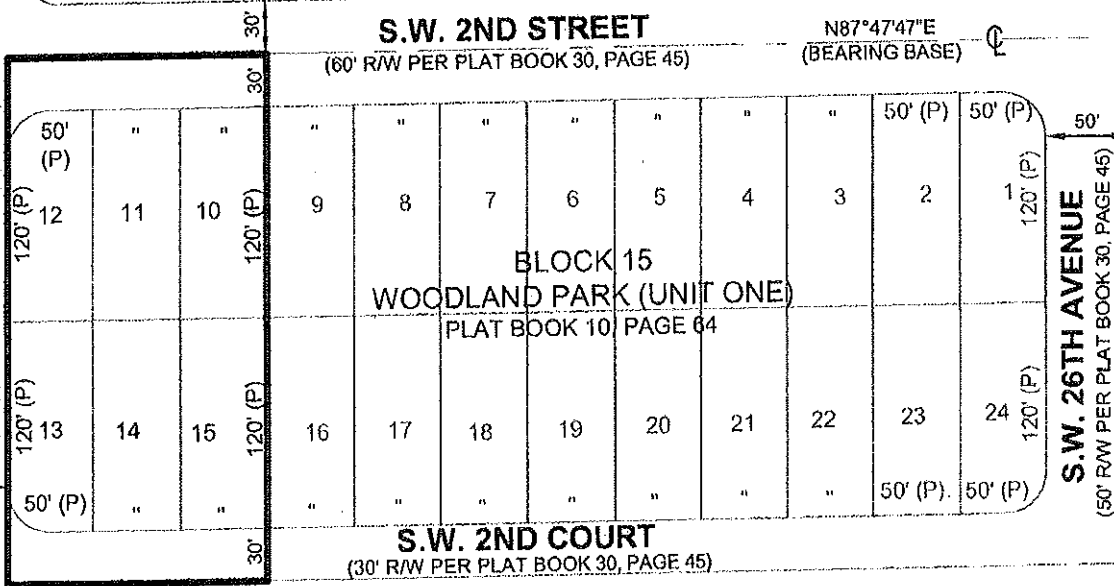 30'
S.W. 2ND STREET
N87°47'47"E
℄
(60' R/W PER PLAT BOOK 30, PAGE 45)
(BEARING BASE)
30'
50' (P) " " " " " " " " " 50' (P) 50' (P)
50'
120' (P) 12 11 10 120' (P) 9 8 7 6 5 4 3 2 1 120' (P)
BLOCK 15
WOODLAND PARK (UNIT ONE)
PLAT BOOK 10, PAGE 64
120' (P) 13 14 15 120' (P) 16 17 18 19 20 21 22 23 24 120' (P)
50' (P) " " " " " " " " " 50' (P). 50' (P)
S.W. 26TH AVENUE
(50' R/W PER PLAT BOOK 30, PAGE 45)
30'
S.W. 2ND COURT
(30' R/W PER PLAT BOOK 30, PAGE 45)